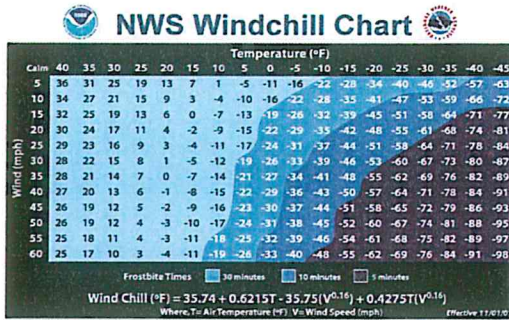 NWS Windchill Chart
Temperature (ºF)
Calm 40 35 30 25 20 15 10 5 0 -5 -10 -15 -20 -25 -30 -35 -40 -45
5 36 31 25 19 13 7 1 -5 -11 -16 -22 -28 -34 -40 -46 -52 -57 -63
10 34 27 21 15 9 3 -4 -10 -16 -22 -28 -35 -41 -47 -53 -59 -66 -72
15 32 25 19 13 6 0 -7 -13 -19 -26 -32 -39 -45 -51 -58 -64 -71 -77
20 30 24 17 11 4 -2 -9 -15 -22 -29 -35 -42 -48 -55 -61 -68 -74 -81
25 29 23 16 9 3 -4 -11 -17 -24 -31 -37 -44 -51 -58 -64 -71 -78 -84
30 28 22 15 8 1 -5 -12 -19 -26 -33 -39 -46 -53 -60 -67 -73 -80 -87
35 28 21 14 7 0 -7 -14 -21 -27 -34 -41 -48 -55 -62 -69 -76 -82 -89
40 27 20 13 6 -1 -8 -15 -22 -29 -36 -43 -50 -57 -64 -71 -78 -84 -91
45 26 19 12 5 -2 -9 -16 -23 -30 -37 -44 -51 -58 -65 -72 -79 -86 -93
50 26 19 12 4 -3 -10 -17 -24 -31 -38 -45 -52 -60 -67 -74 -81 -88 -95
55 25 18 11 4 -3 -11 -18 -25 -32 -39 -46 -54 -61 -68 -75 -82 -89 -97
60 25 17 10 3 -4 -11 -19 -26 -33 -40 -48 -55 -62 -69 -76 -84 -91 -98
Wind (mph)
Frostbite Times 30 minutes 10 minutes 5 minutes
Wind Chill (ºF) = 35.74 + 0.6215T - 35.75(V0.16) + 0.4275T(V0.16)
Where, T= Air Temperature (ºF) V= Wind Speed (mph) Effective 11/01/0